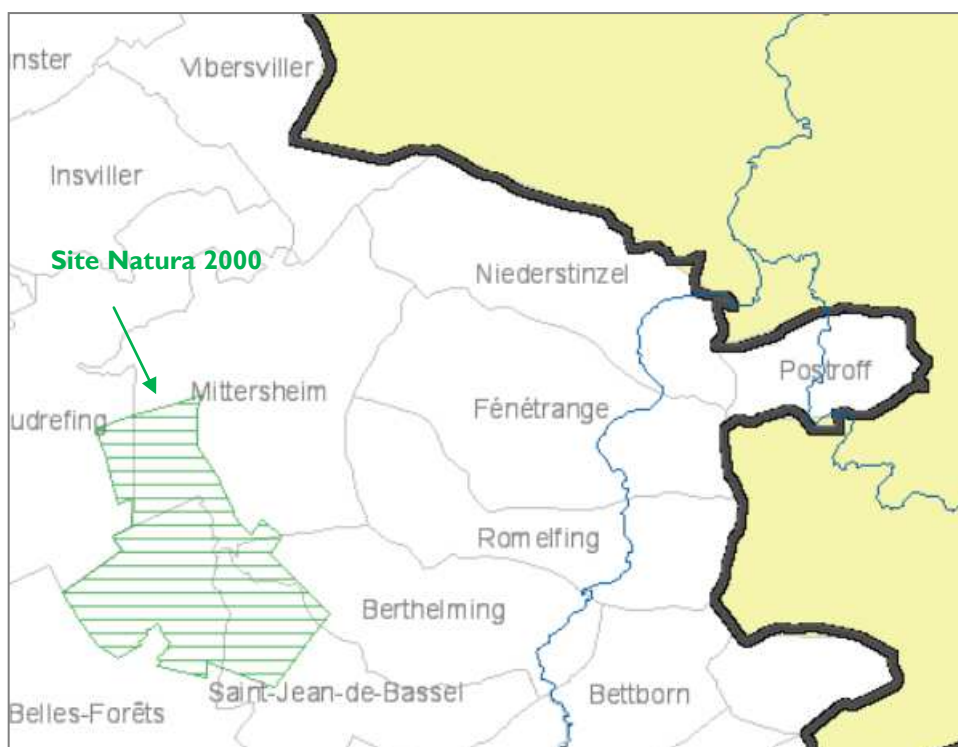 nster
Vibersviller
Insviller
Site Natura 2000
Niederstinzel
Postroff
Mittersheim
Fénétrange
udrefing
Romelfing
Berthelming
Saint-Jean-de-Bassel
Bettborn
Belles-Forêts